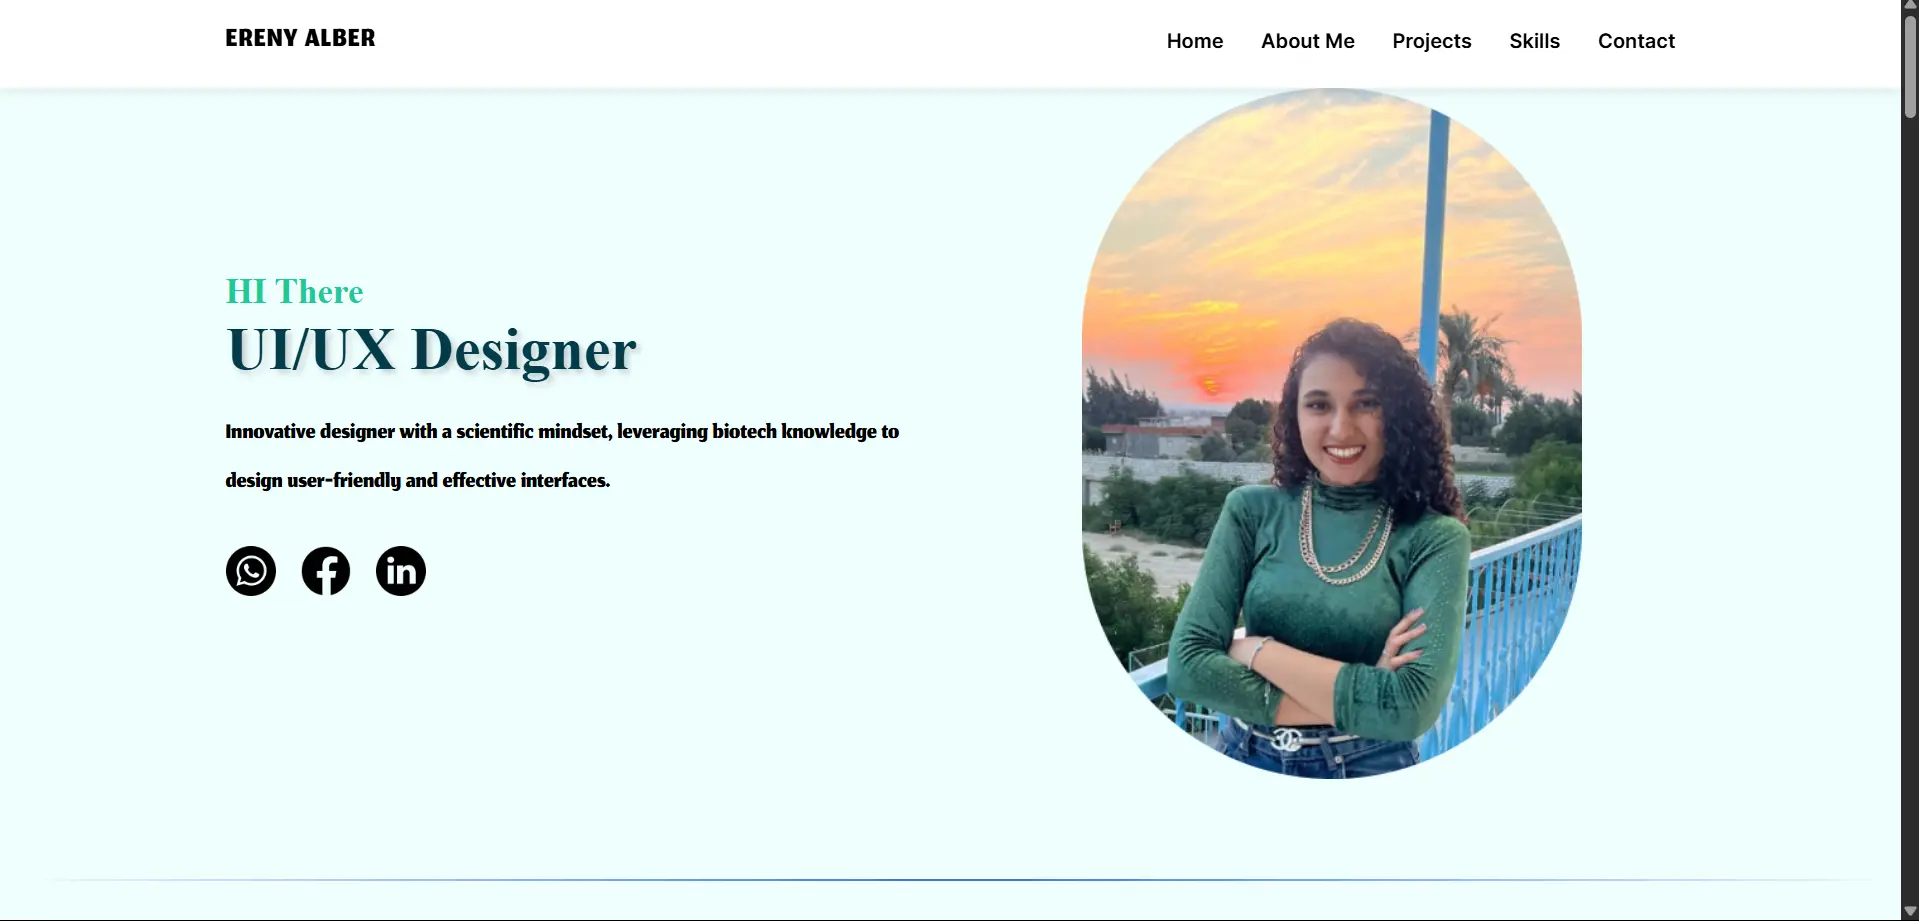 ERENY ALBER
Home About Me Projects Skills Contact
HI There
UI/UX Designer
Innovative designer with a scientific mindset, leveraging biotech knowledge to
design user-friendly and effective interfaces.
in